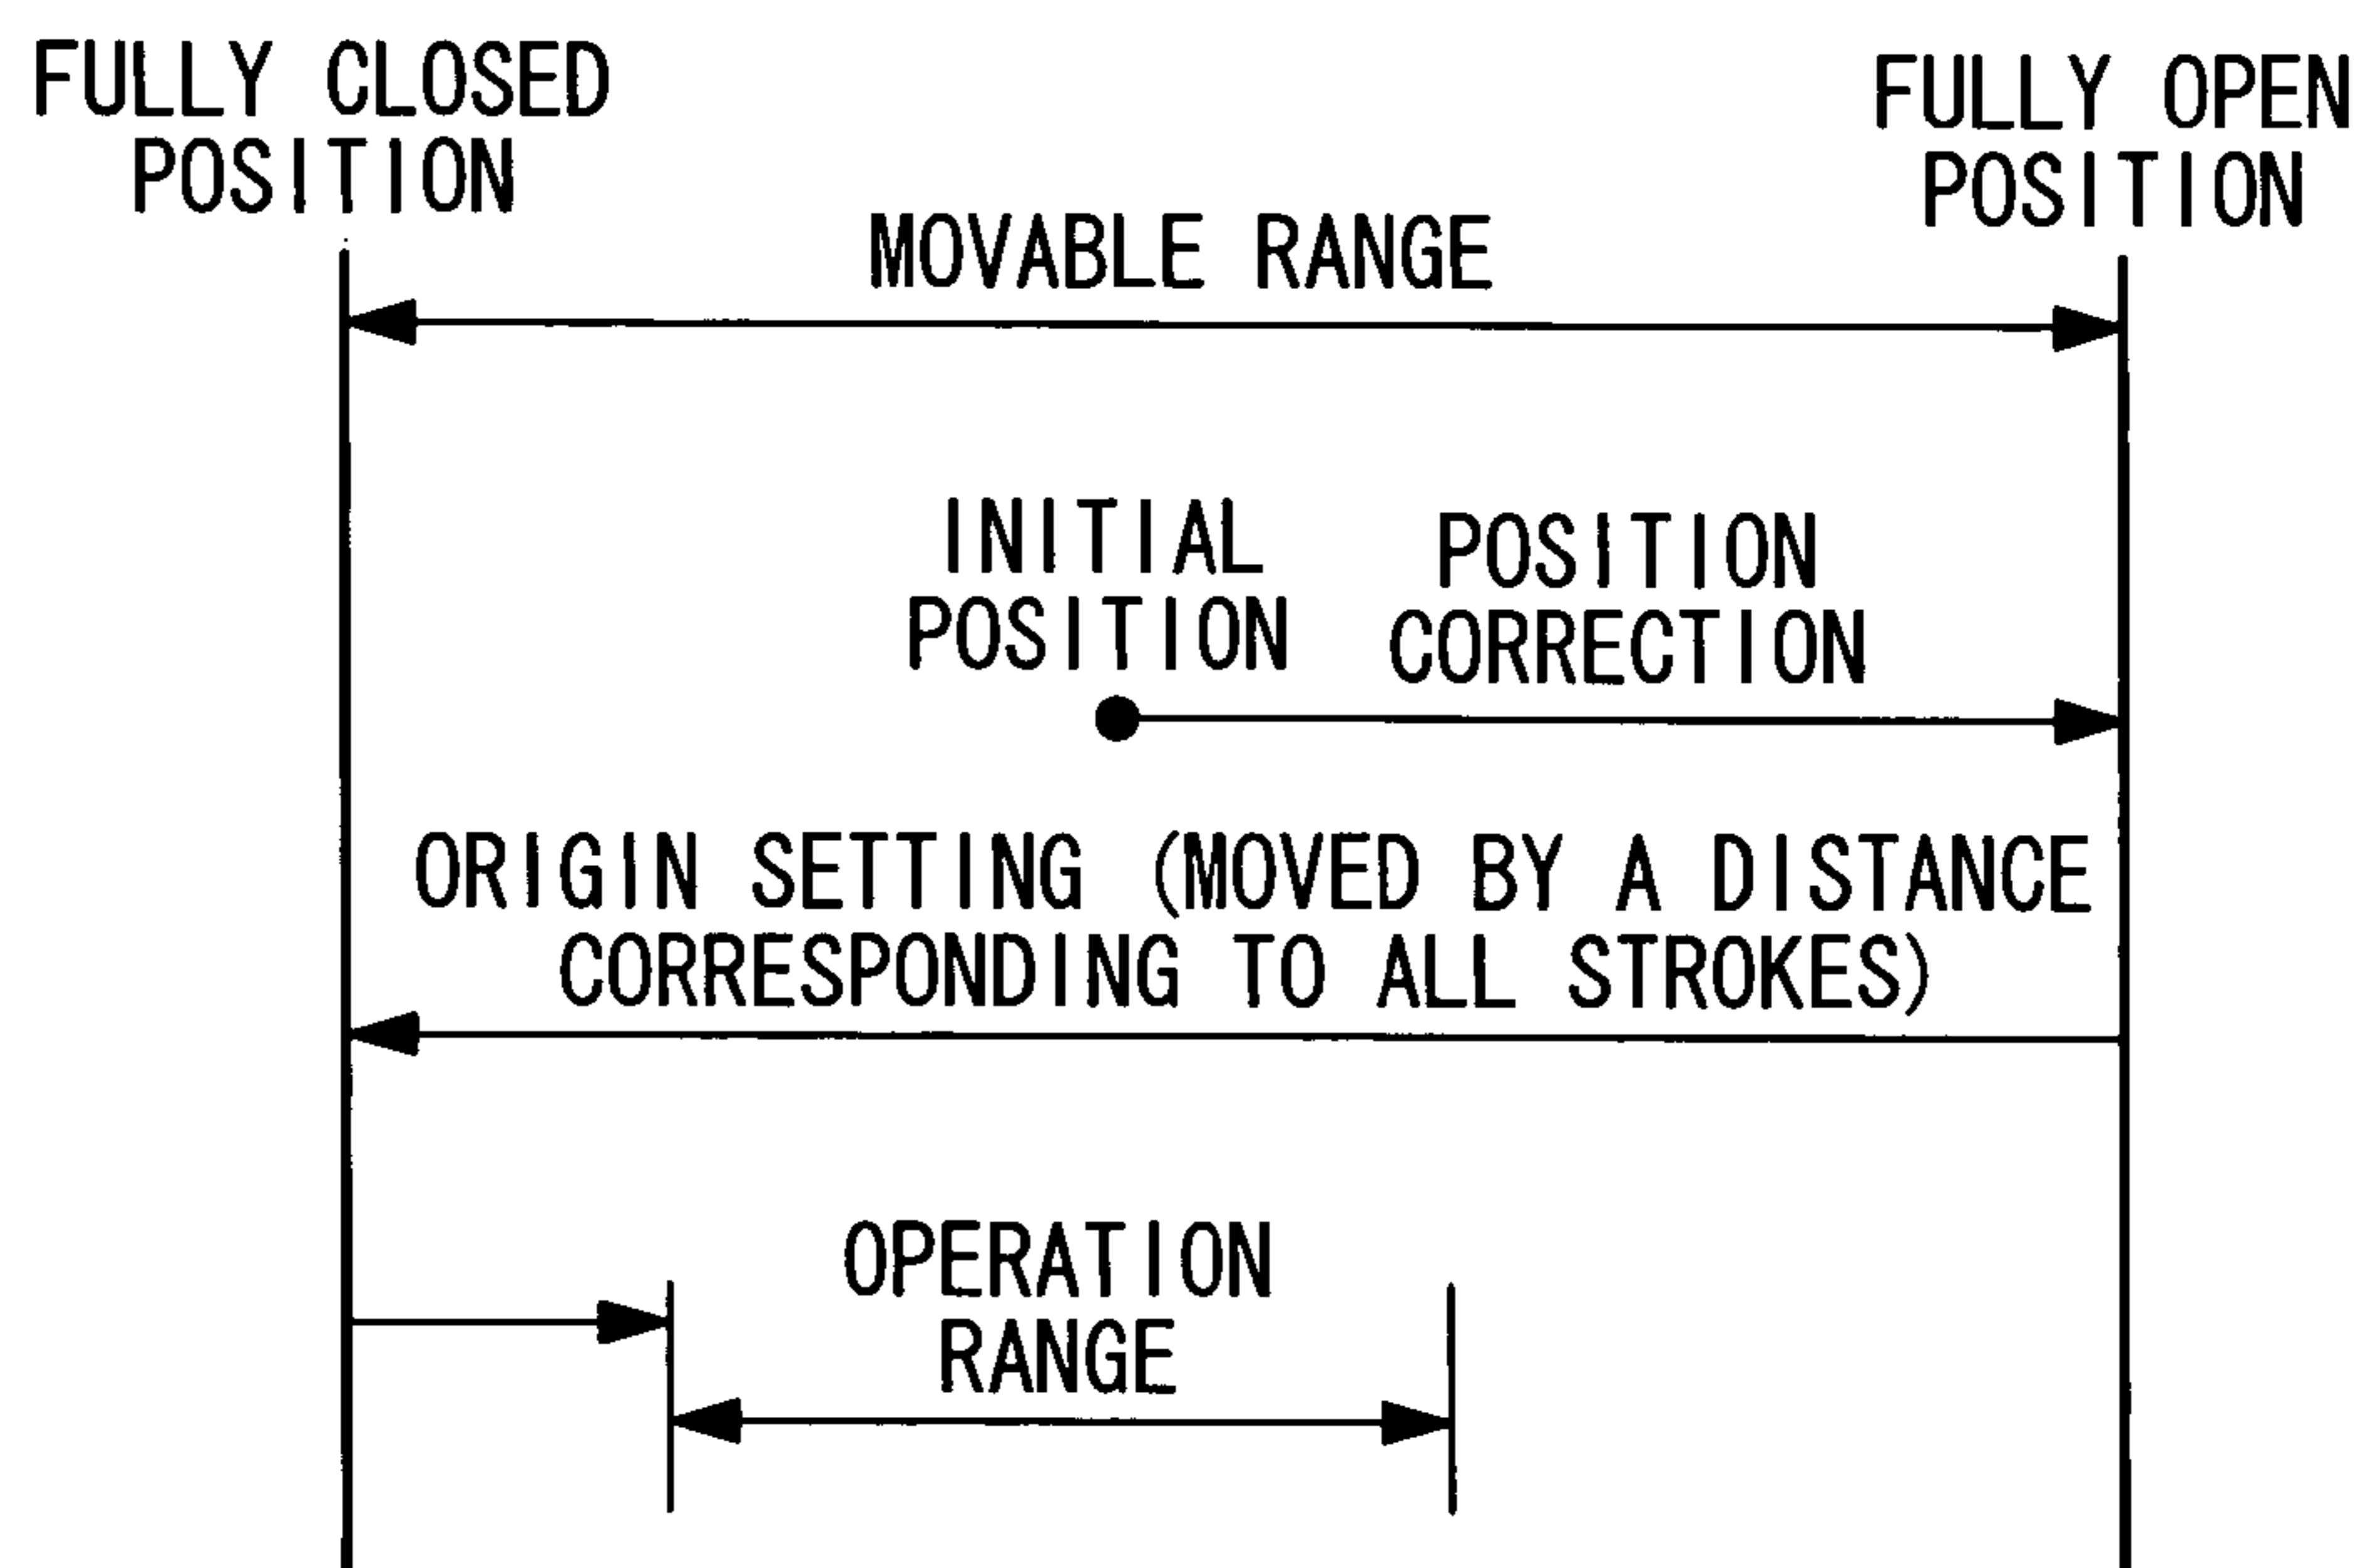 FULLY CLOSED
POSITION
FULLY OPEN
POSITION
MOVABLE RANGE
INITIAL
POSITION
POSITION
CORRECTION
ORIGIN SETTING (MOVED BY A DISTANCE
CORRESPONDING TO ALL STROKES)
OPERATION
RANGE